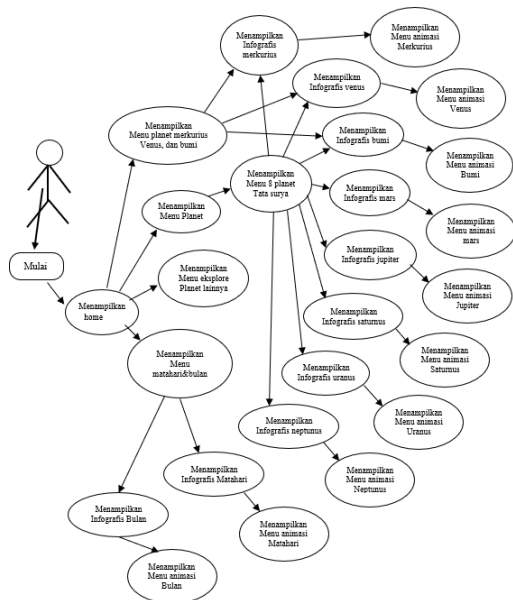 Menampilkan
Infografis
merkurius
Menampilkan
Menu animasi
Merkurius
Menampilkan
Infografis venus
Menampilkan
Menu animasi
Venus
Menampilkan
Menu planet merkurius
Venus, dan bumi
Menampilkan
Infografis bumi
Menampilkan
Menu animasi
Bumi
Menampilkan
Menu 8 planet
Tata surya
Menampilkan
Infografis mars
Menampilkan
Menu animasi
mars
Menampilkan
Menu Planet
Menampilkan
Infografis jupiter
Menampilkan
Menu animasi
Jupiter
Mulai
Menampilkan
Menu eksplore
Planet lainnya
Menampilkan
home
Menampilkan
Infografis saturnus
Menampilkan
Menu animasi
Saturnus
Menampilkan
Menu
matahari&bulan
Menampilkan
Infografis uranus
Menampilkan
Menu animasi
Uranus
Menampilkan
Infografis neptunus
Menampilkan
Menu animasi
Neptunus
Menampilkan
Infografis Matahari
Menampilkan
Menu animasi
Matahari
Menampilkan
Infografis Bulan
Menampilkan
Menu animasi
Bulan